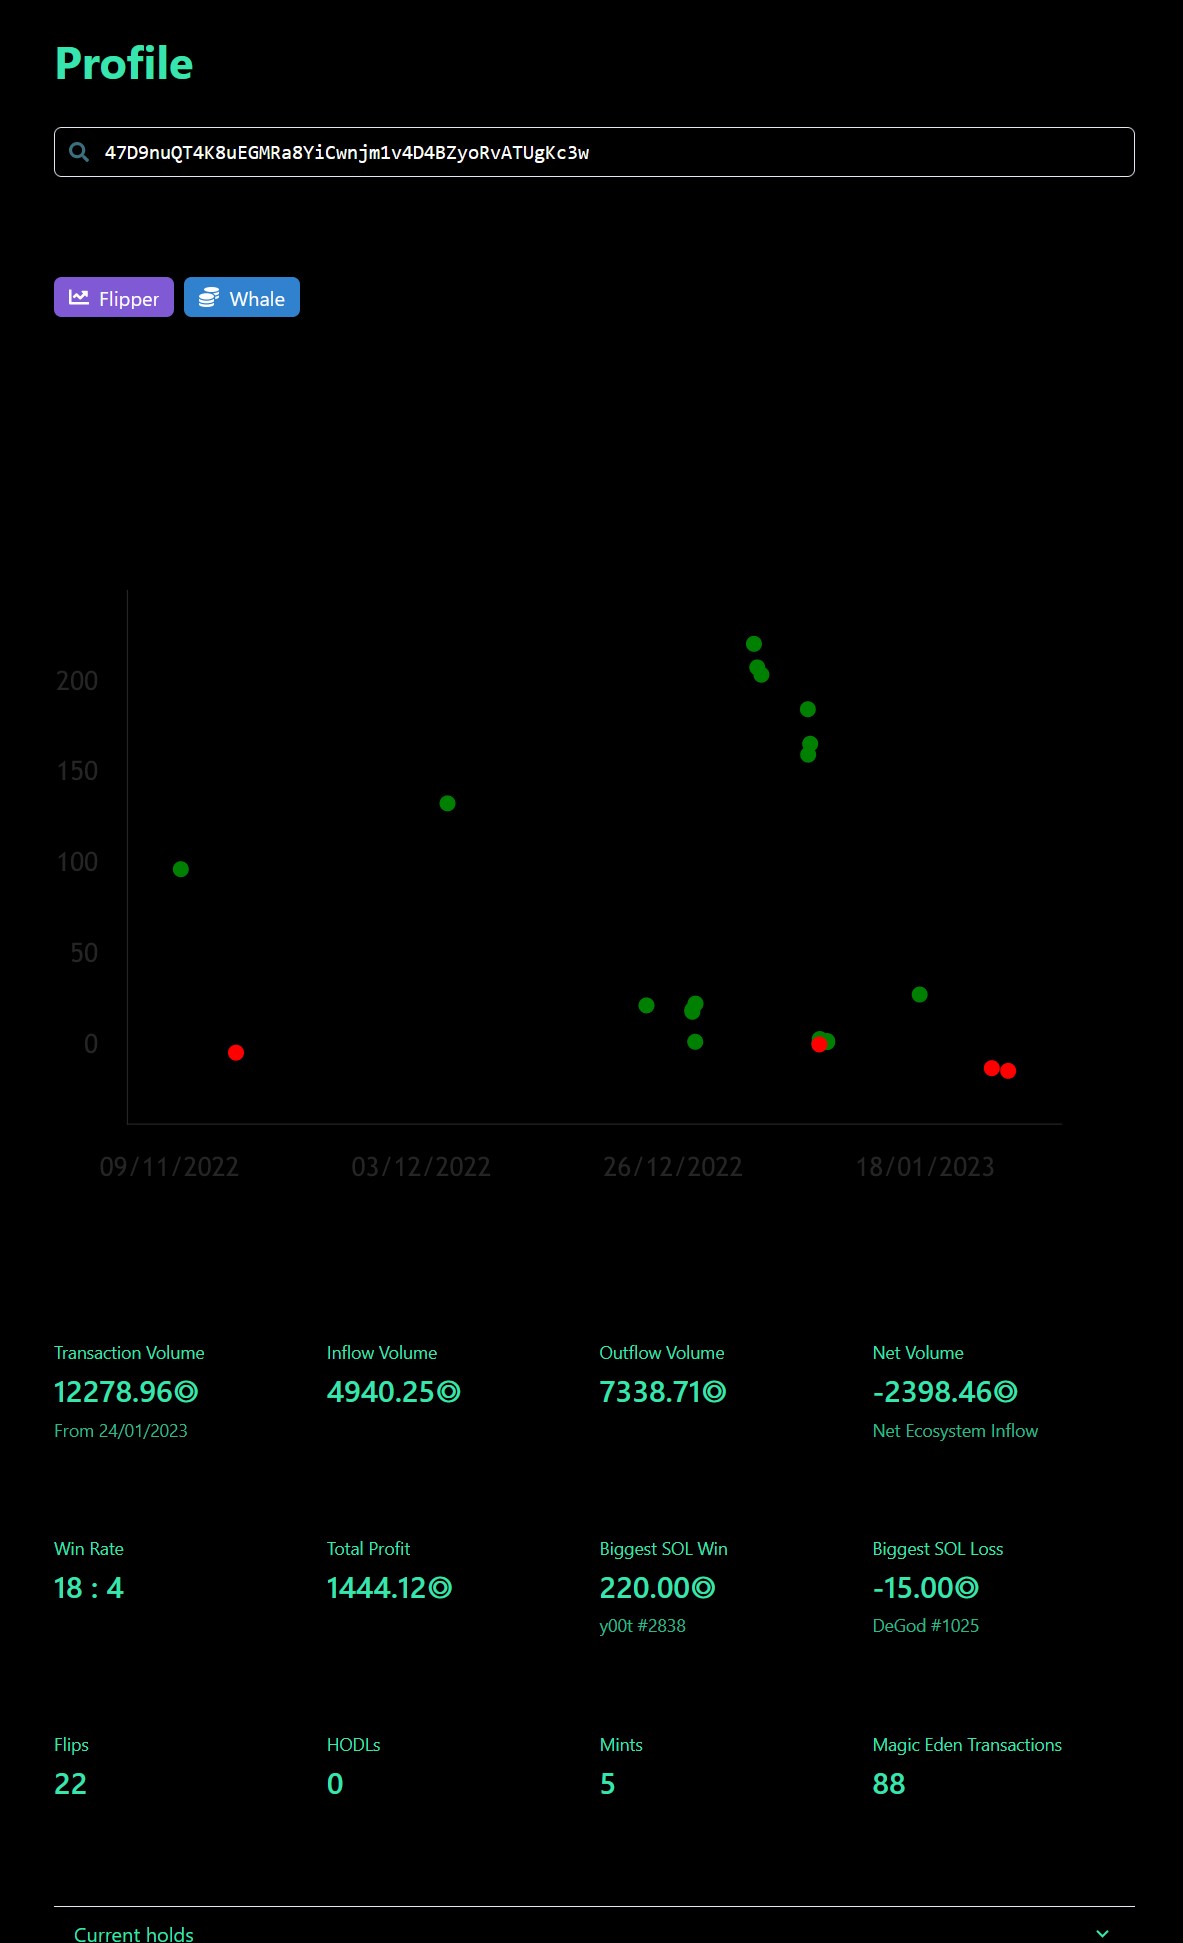 Profile
47D9nuQT4K8uEGMRa8YiCwnjm1v4D4BZyoRvATUgKc3w
Flipper Whale
200
150
100
50
0
09/11/2022 03/12/2022 26/12/2022 18/01/2023
Transaction Volume Inflow Volume Outflow Volume Net Volume
12278.96◎ 4940.25◎ 7338.71◎ -2398.46◎
From 24/01/2023 Net Ecosystem Inflow
Win Rate Total Profit Biggest SOL Win Biggest SOL Loss
18 : 4 1444.12◎ 220.00◎ -15.00◎
y00t #2838 DeGod #1025
Flips HODLs Mints Magic Eden Transactions
22 0 5 88
Current holds